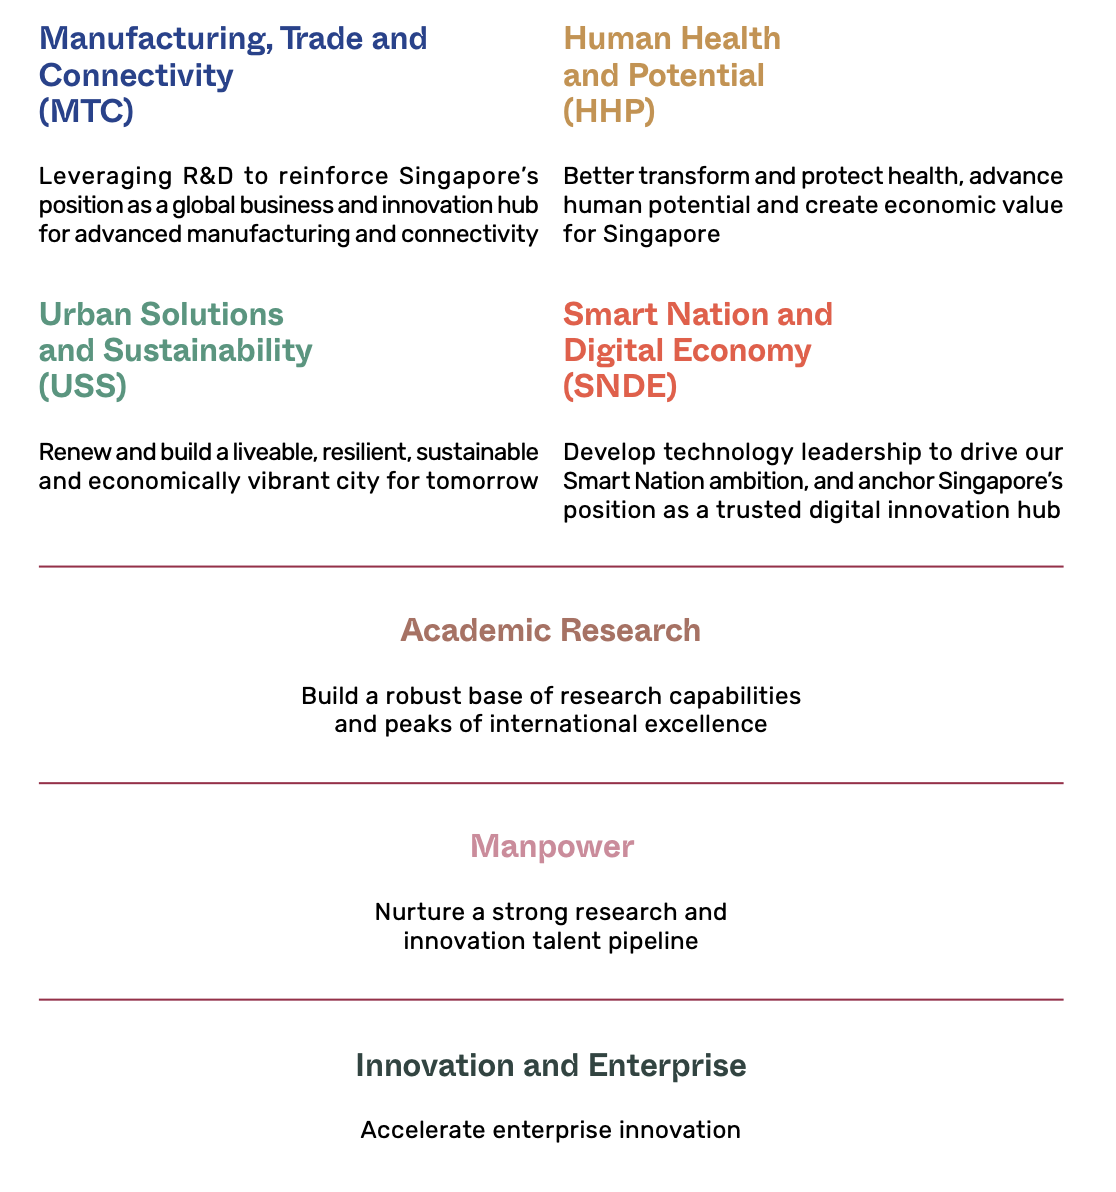 Manufacturing, Trade and
Connectivity
(MTC)
Leveraging R&D to reinforce Singapore’s
position as a global business and innovation hub
for advanced manufacturing and connectivity
Human Health
and Potential
(HHP)
Better transform and protect health, advance
human potential and create economic value
for Singapore
Urban Solutions
and Sustainability
(USS)
Renew and build a liveable, resilient, sustainable
and economically vibrant city for tomorrow
Smart Nation and
Digital Economy
(SNDE)
Develop technology leadership to drive our
Smart Nation ambition, and anchor Singapore’s
position as a trusted digital innovation hub
Academic Research
Build a robust base of research capabilities
and peaks of international excellence
Manpower
Nurture a strong research and
innovation talent pipeline
Innovation and Enterprise
Accelerate enterprise innovation